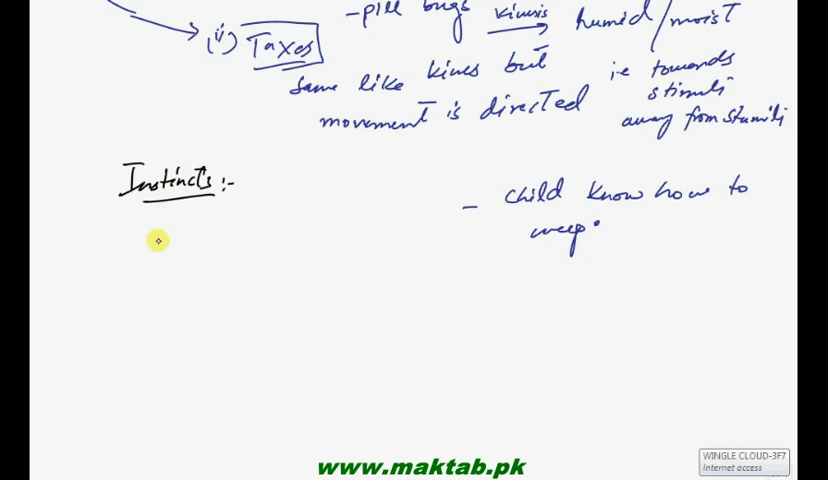 - pill bugs kinesis humid/moist
(ii) Taxes
Same like kines but
movement is directed
i.e towards
stimuli
away from stimuli
Instincts :-
- child know how to
weep.
www.maktab.pk
WINGLE CLOUD-3F7
Internet access